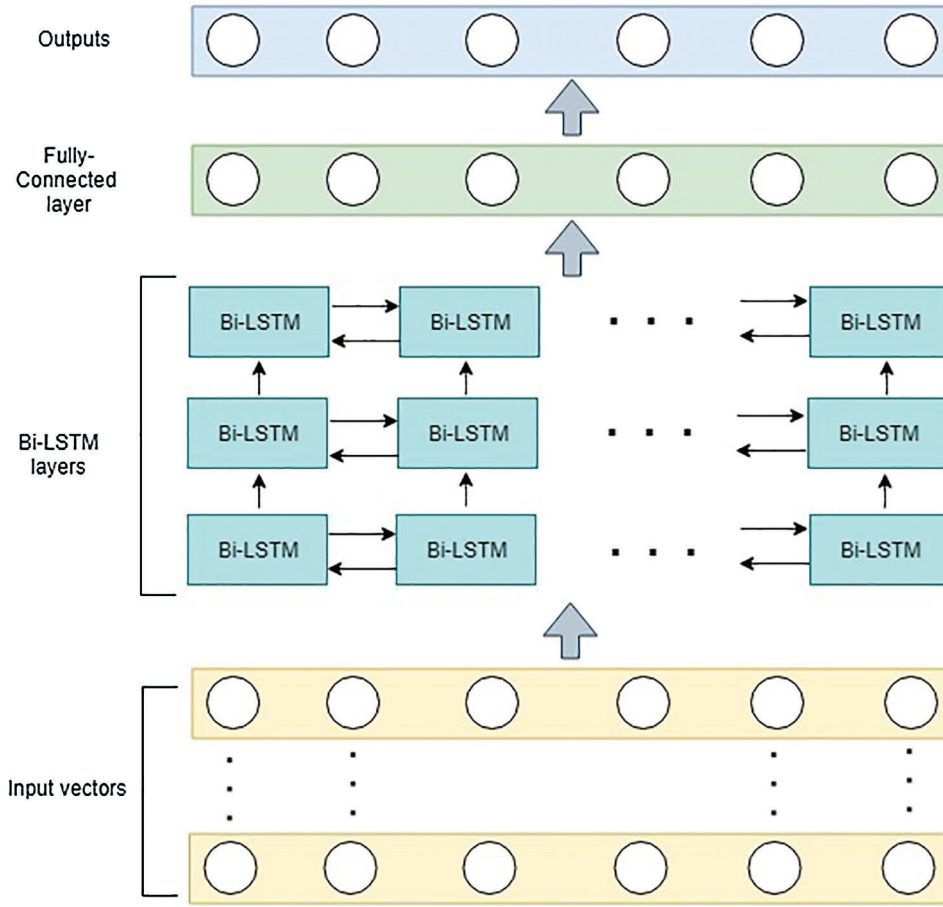 Outputs
Fully-
Connected
layer
Bi-LSTM Bi-LSTM Bi-LSTM
Bi-LSTM
layers
Bi-LSTM Bi-LSTM Bi-LSTM
Bi-LSTM Bi-LSTM Bi-LSTM
Input vectors